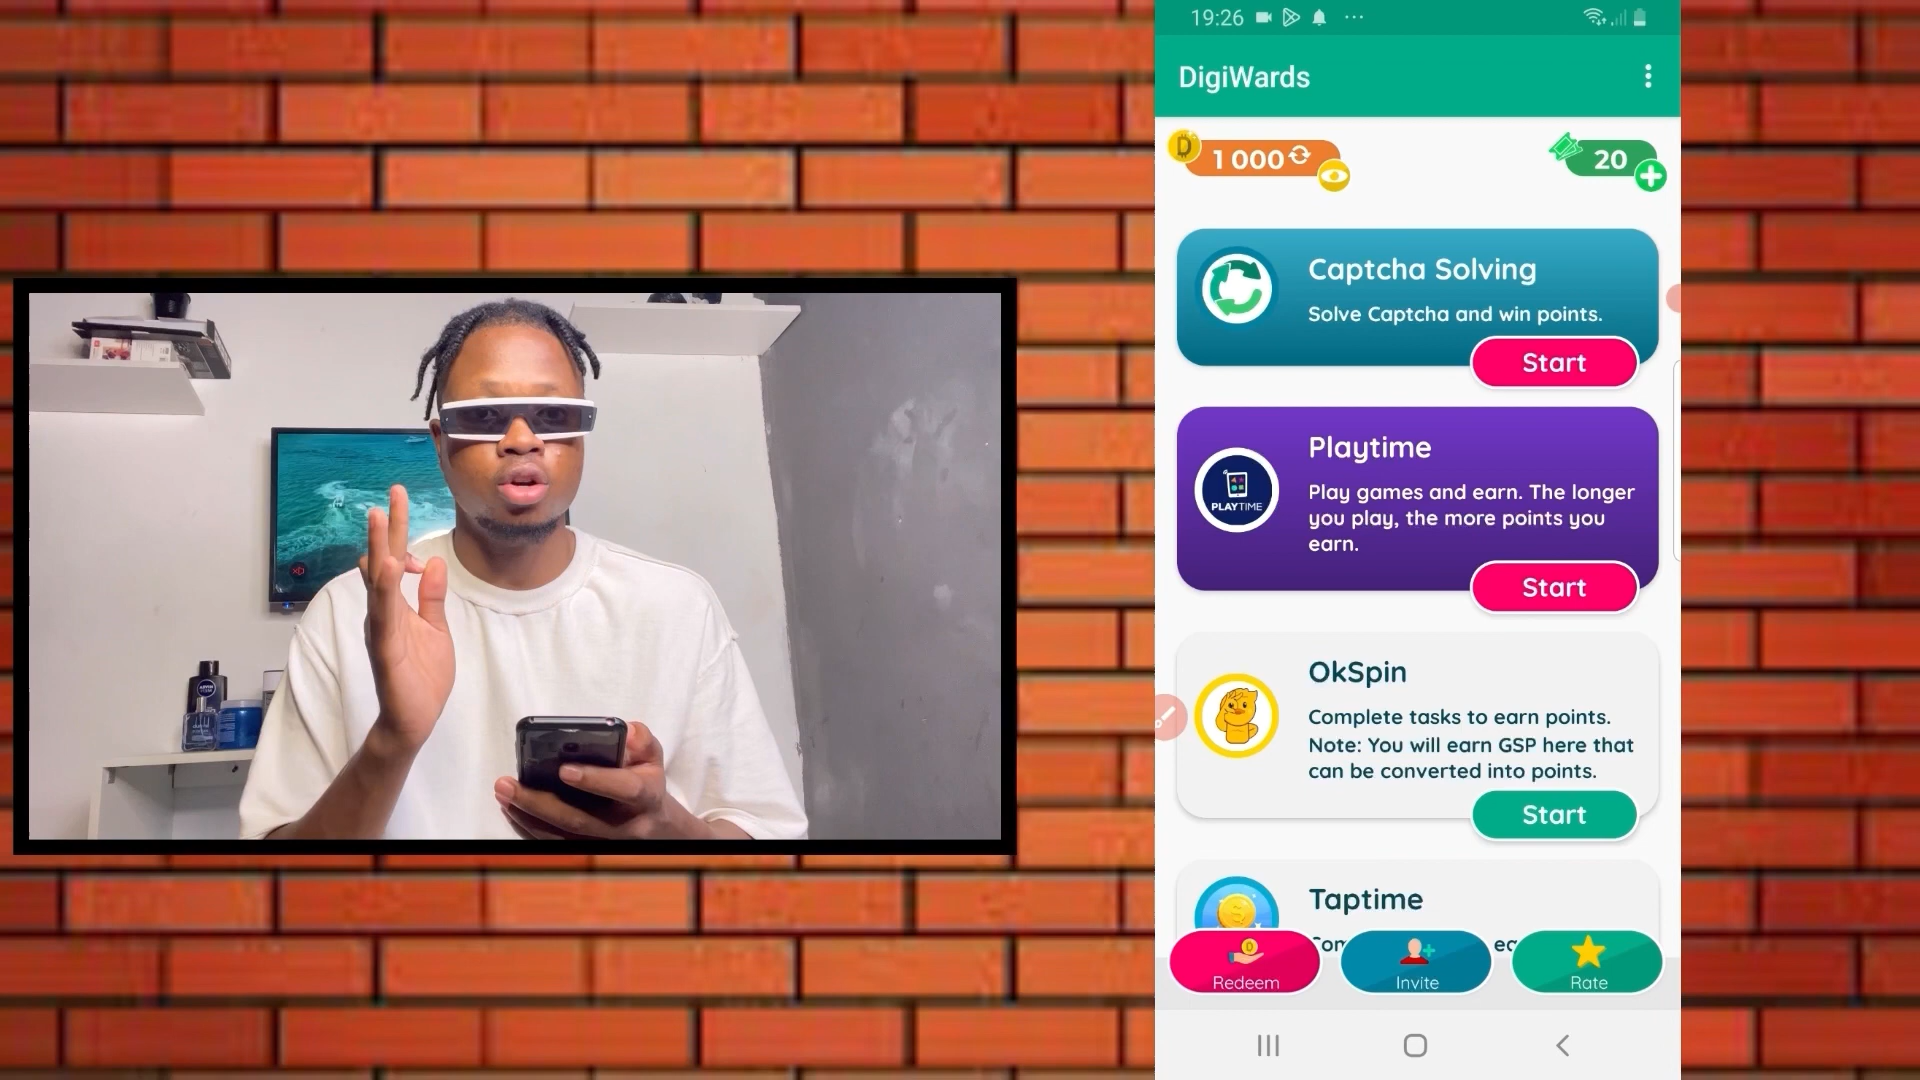 19:26
DigiWards
1 000
20
Captcha Solving
Solve Captcha and win points.
Start
Playtime
PLAYTIME
Play games and earn. The longer
you play, the more points you
earn.
Start
OkSpin
Complete tasks to earn points.
Note: You will earn GSP here that
can be converted into points.
Start
Taptime
Redeem
Invite
Rate